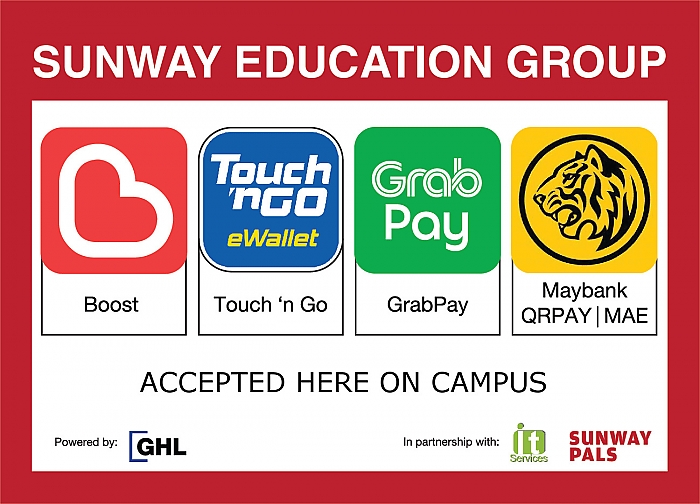 SUNWAY EDUCATION GROUP
Touch
'nGO
eWallet
Grab
Pay
Boost
Touch ‘n Go
GrabPay
Maybank
QRPAY | MAE
ACCEPTED HERE ON CAMPUS
Powered by:
GHL
In partnership with:
it
Services
SUNWAY
PALS